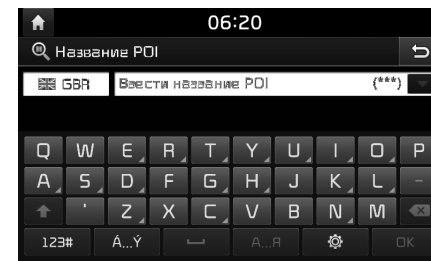 06:20
Название POI
GBR Ввести название POI (***)
Q W E R T Y U I O P
A S D F G H J K L -
' Z X C V B N M
123# Á...Ý А...Я OK